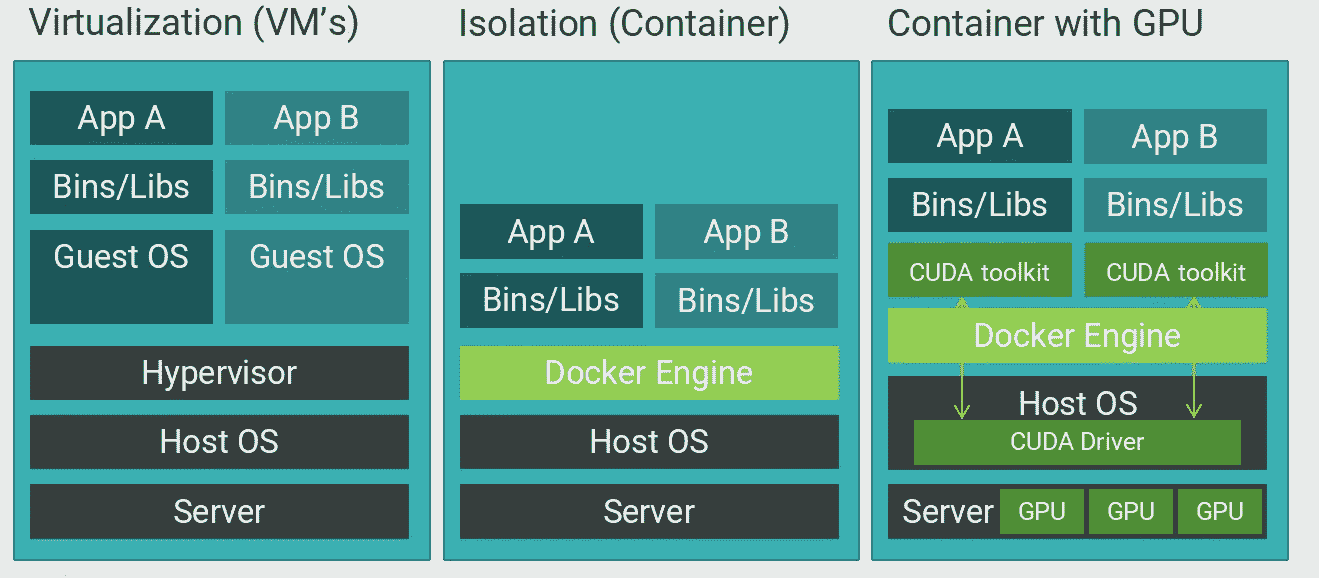 Virtualization (VM's)
App A
App B
Bins/Libs
Bins/Libs
Guest OS
Guest OS
Hypervisor
Host OS
Server
Isolation (Container)
App A
App B
Bins/Libs
Bins/Libs
Docker Engine
Host OS
Server
Container with GPU
App A
App B
Bins/Libs
Bins/Libs
CUDA toolkit
CUDA toolkit
Docker Engine
Host OS
CUDA Driver
Server
GPU
GPU
GPU